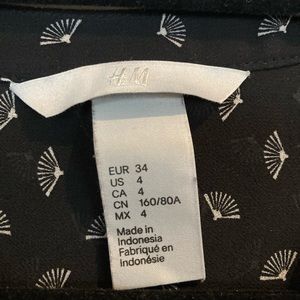 H&M
EUR 34
US 4
CA 4
CN 160/80A
MX 4
Made in
Indonesia
Fabriqué en
Indonésie